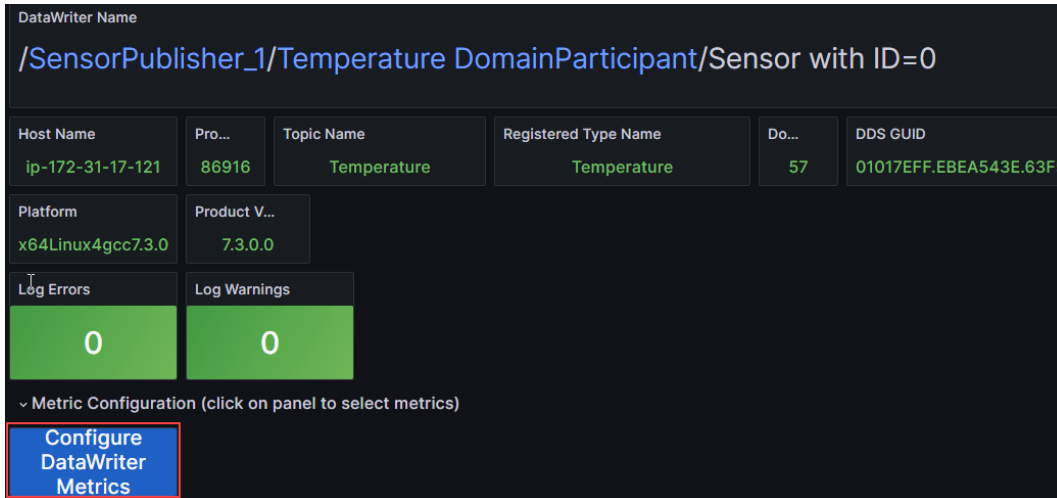 DataWriter Name
/SensorPublisher_1/Temperature DomainParticipant/Sensor with ID=0
Host Name
ip-172-31-17-121
Pro...
86916
Topic Name
Temperature
Registered Type Name
Temperature
Do...
57
DDS GUID
01017EFF.EBEA543E.63F
Platform
x64Linux4gcc7.3.0
Product V...
7.3.0.0
Log Errors
0
Log Warnings
0
Metric Configuration (click on panel to select metrics)
Configure
DataWriter
Metrics